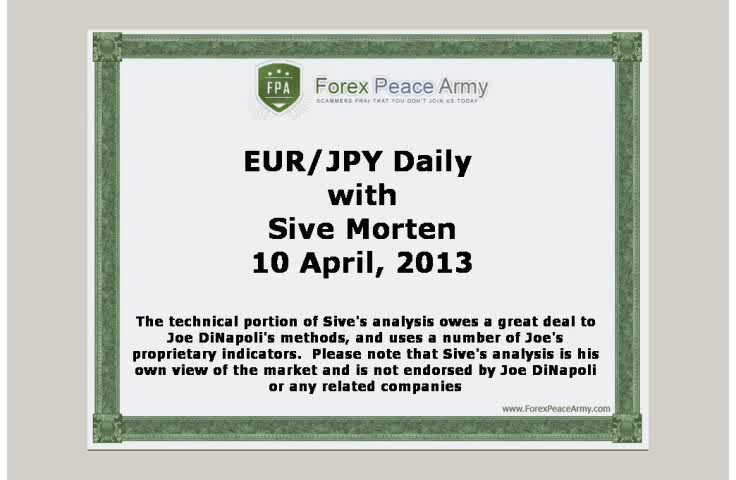 FPA
Forex Peace Army
SCAMMERS PRAY THAT YOU DON'T JOIN US TODAY
EUR/JPY Daily
with
Sive Morten
10 April, 2013
The technical portion of Sive's analysis owes a great deal to
Joe DiNapoli's methods, and uses a number of Joe's
proprietary indicators. Please note that Sive's analysis is his
own view of the market and is not endorsed by Joe DiNapoli
or any related companies
www.ForexPeaceArmy.com